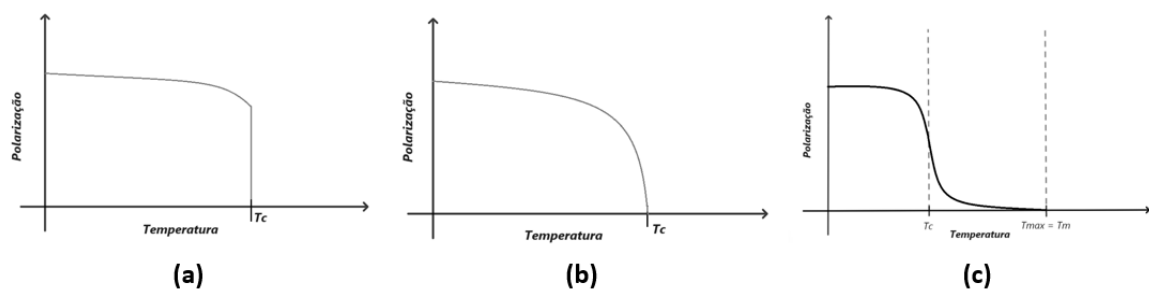 Polarização
Tc
Temperatura
(a)
Polarização
Tc
Temperatura
(b)
Polarização
Tc
Tmax = Tm
Temperatura
(c)